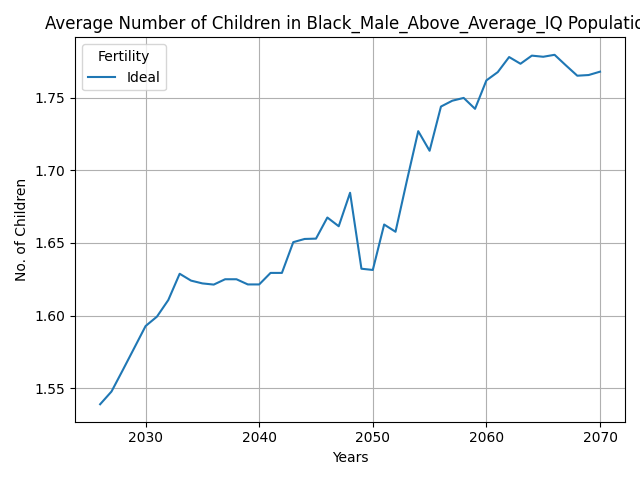 Average Number of Children in Black_Male_Above_Average_IQ Populatio
Fertility
Ideal
No. of Children
1.75
1.70
1.65
1.60
1.55
2030 2040 2050 2060 2070
Years